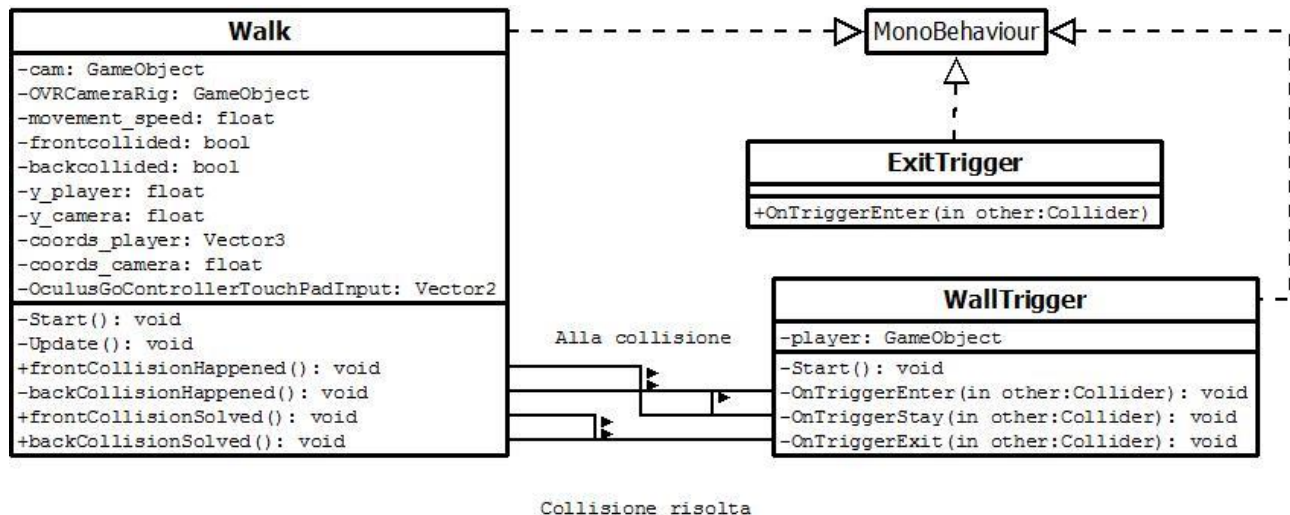 Walk
-cam: GameObject
-OVRCameraRig: GameObject
-movement_speed: float
-frontcollided: bool
-backcollided: bool
-y_player: float
-y_camera: float
-coords_player: Vector3
-coords_camera: float
-OculusGoControllerTouchPadInput: Vector2
-Start(): void
-Update(): void
+frontCollisionHappened(): void
-backCollisionHappened(): void
+frontCollisionSolved(): void
+backCollisionSolved(): void
MonoBehaviour
ExitTrigger
+OnTriggerEnter(in other:Collider)
Alla collisione
WallTrigger
-player: GameObject
-Start(): void
-OnTriggerEnter(in other:Collider): void
-OnTriggerStay(in other:Collider): void
-OnTriggerExit(in other:Collider): void
Collisione risolta